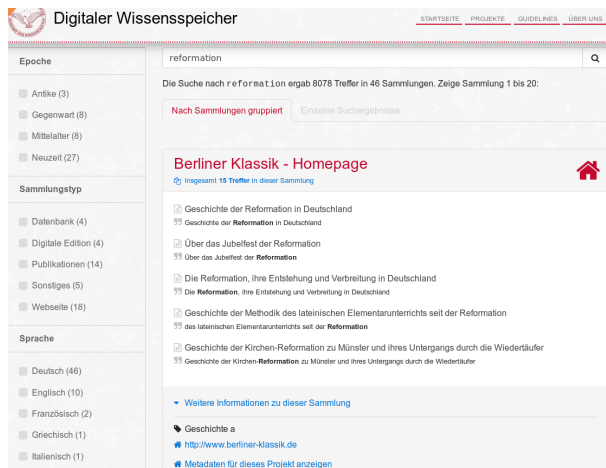 Digitaler Wissensspeicher
STARTSEITE PROJEKTE GUIDELINES ÜBER UNS
Epoche
Antike (3)
Gegenwart (8)
Mittelalter (8)
Neuzeit (27)
Sammlungstyp
Datenbank (4)
Digitale Edition (4)
Publikationen (14)
Sonstiges (5)
Webseite (18)
Sprache
Deutsch (46)
Englisch (10)
Französisch (2)
Griechisch (1)
Italienisch (1)
reformation
Die Suche nach reformation ergab 8078 Treffer in 46 Sammlungen. Zeige Sammlung 1 bis 20:
Nach Sammlungen gruppiert Einzelne Suchergebnisse
Berliner Klassik - Homepage
Insgesamt 15 Treffer in dieser Sammlung
Geschichte der Reformation in Deutschland
Geschichte der Reformation in Deutschland
Über das Jubelfest der Reformation
Über das Jubelfest der Reformation
Die Reformation, ihre Entstehung und Verbreitung in Deutschland
Die Reformation, ihre Entstehung und Verbreitung in Deutschland
Geschichte der Methodik des lateinischen Elementarunterrichts seit der Reformation
des lateinischen Elementarunterrichts seit der Reformation
Geschichte der Kirchen-Reformation zu Münster und ihres Untergangs durch die Wiedertäufer
Geschichte der Kirchen-Reformation zu Münster und ihres Untergangs durch die Wiedertäufer
Weitere Informationen zu dieser Sammlung
Geschichte a
http://www.berliner-klassik.de
Metadaten für dieses Projekt anzeigen